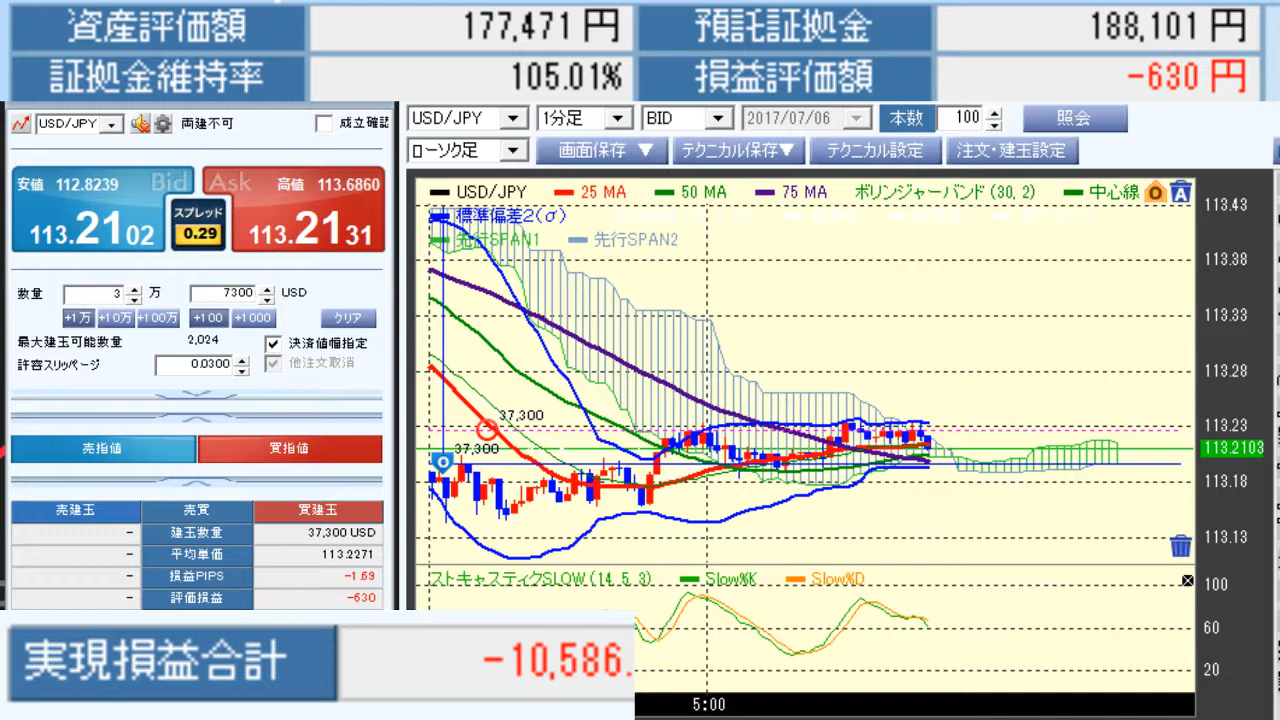 資産評価額 177,471 円 預託証拠金 188,101 円
証拠金維持率 105.01% 損益評価額 -630 円
USD/JPY 両建不可 成立確認
安値 112.8239 Bid Ask 高値 113.6860
113.2102 スプレッド 0.29 113.2131
数量 3 万 7300 USD
+1万 +10万 +100万 +100 +1000 クリア
最大建玉可能数量 2,024 決済値幅指定
許容スリッページ 0.0300 他注文取消
売指値 買指値
売建玉 売買 買建玉
- 建玉数量 37,300 USD
- 平均単価 113.2271
- 損益PIPS -1.69
- 評価損益 -630
実現損益合計 -10,586.
USD/JPY 1分足 BID 2017/07/06 本数 100 照会
ローソク足 画面保存 ▼ テクニカル保存▼ テクニカル設定 注文・建玉設定
USD/JPY 25 MA 50 MA 75 MA ボリンジャーバンド (30, 2) 中心線 O A
標準偏差2(σ)
先行SPAN1 先行SPAN2
113.43
113.38
113.33
113.28
113.23
113.2103
113.18
113.13
37,300
37,300
O
ストキャスティクSLOW (14, 5, 3) Slow%K Slow%D
100
60
20
5:00